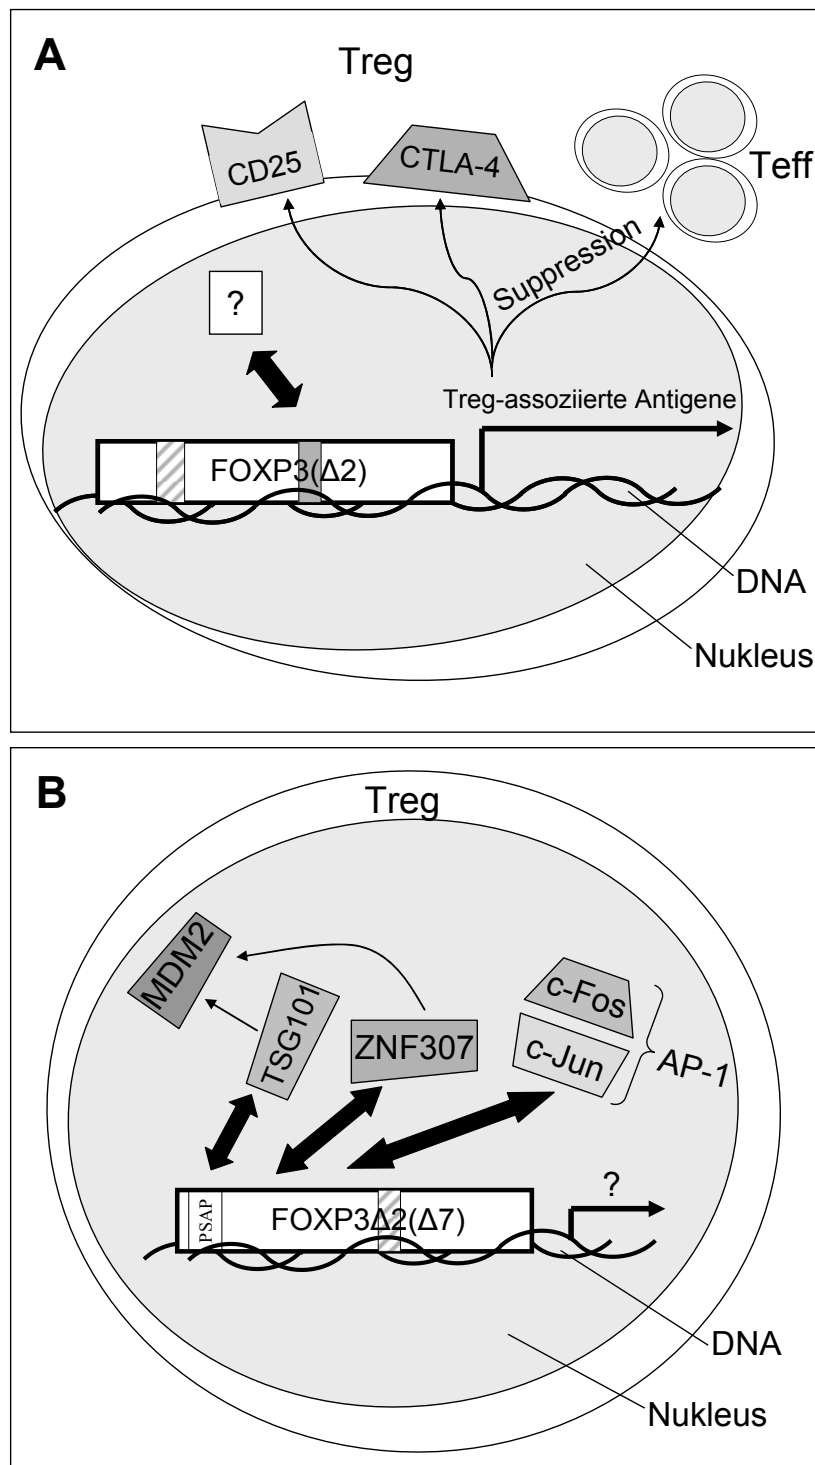 A
Treg
CD25
CTLA-4
Teff
Suppression
?
Treg-assoziierte Antigene
FOXP3(Δ2)
DNA
Nukleus
B
Treg
MDM2
TSG101
ZNF307
c-Fos
c-Jun
AP-1
?
PSAP
FOXP3Δ2(Δ7)
DNA
Nukleus